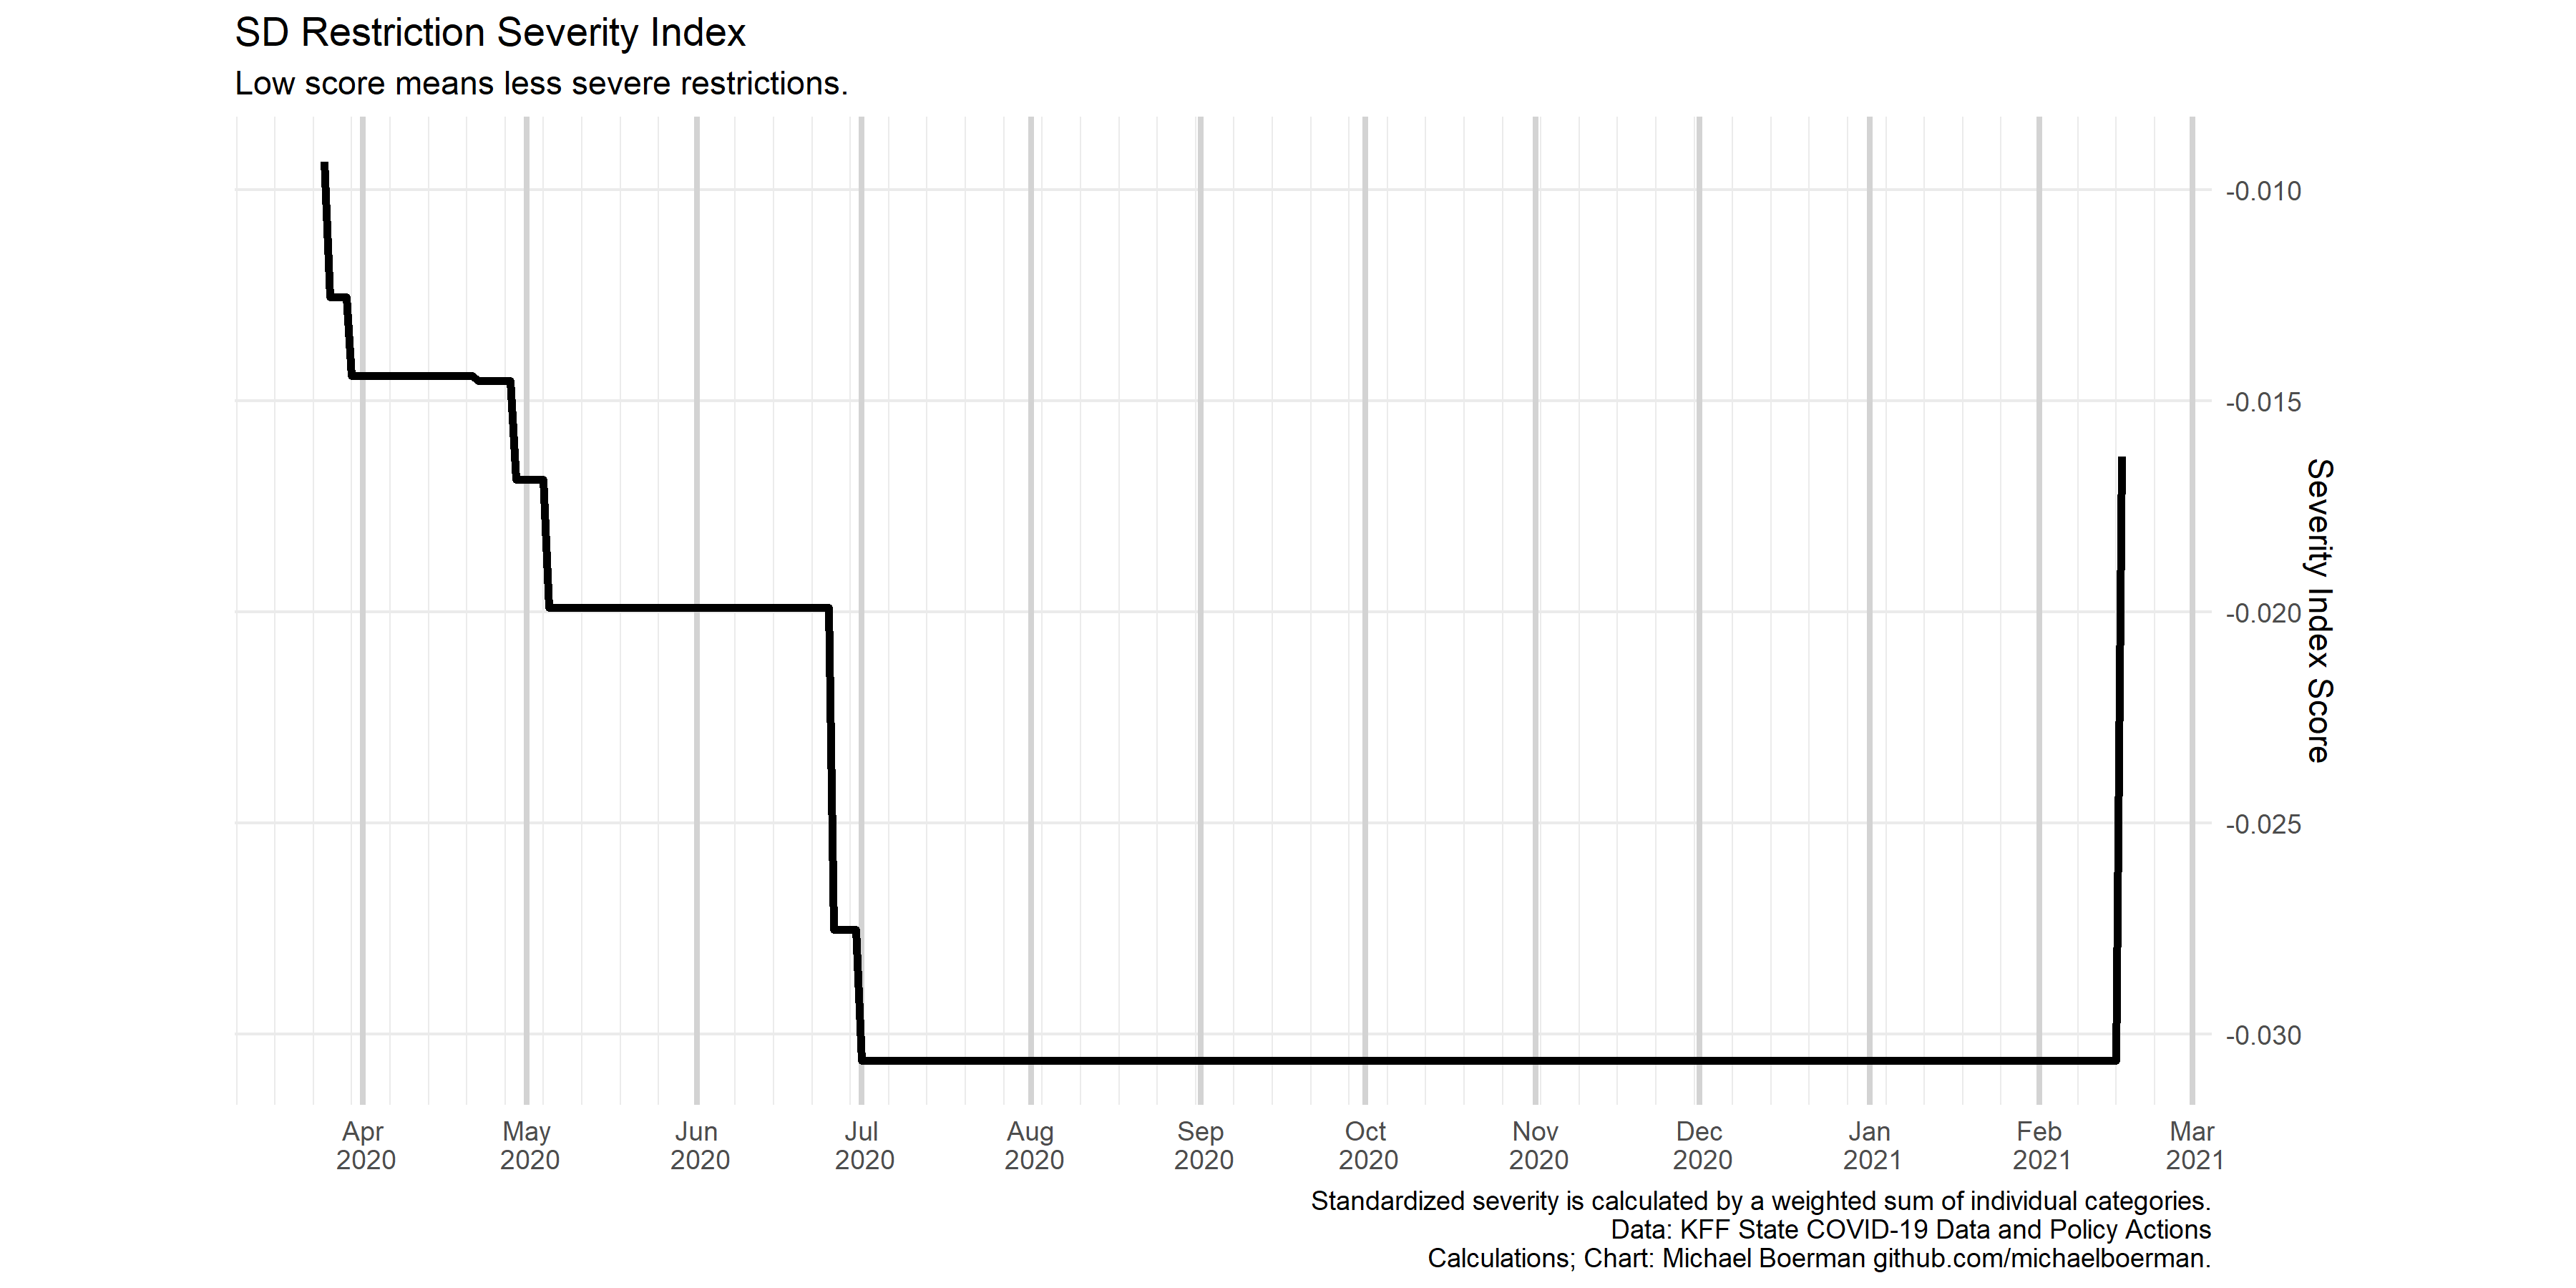 SD Restriction Severity Index
Low score means less severe restrictions.
-0.010
-0.015
-0.020
-0.025
-0.030
Severity Index Score
Apr 2020
May 2020
Jun 2020
Jul 2020
Aug 2020
Sep 2020
Oct 2020
Nov 2020
Dec 2020
Jan 2021
Feb 2021
Mar 2021
Standardized severity is calculated by a weighted sum of individual categories.
Data: KFF State COVID-19 Data and Policy Actions
Calculations; Chart: Michael Boerman github.com/michaelboerman.